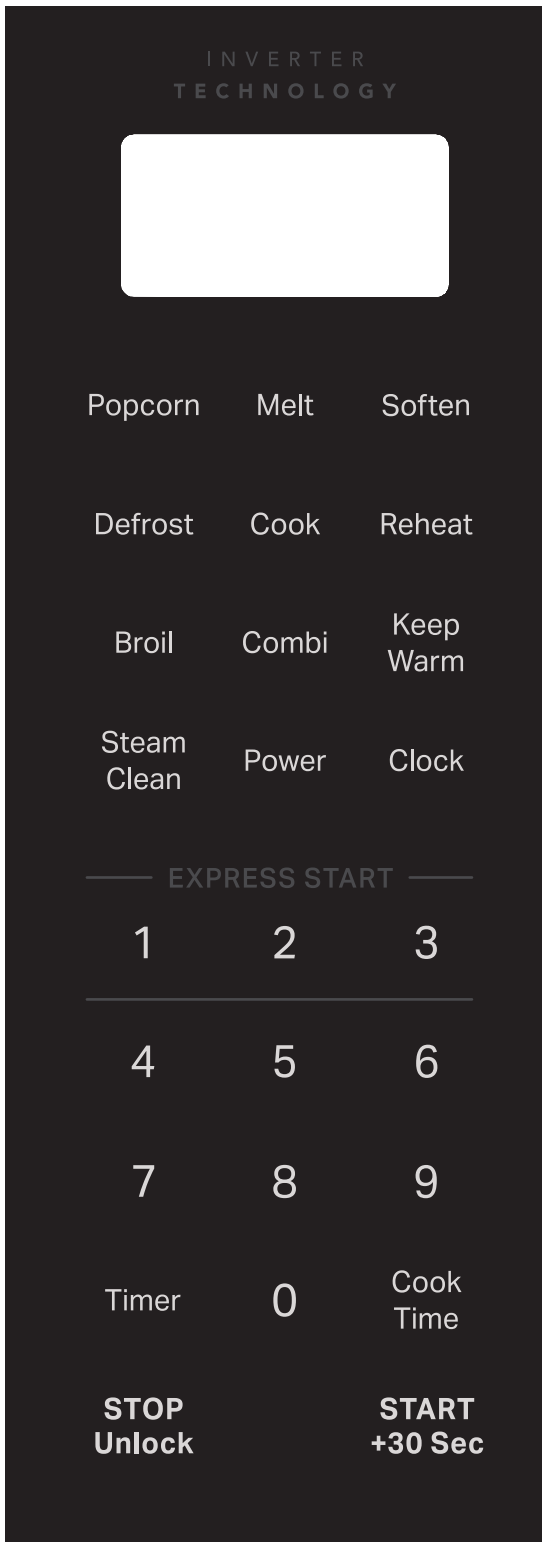 INVERTER
TECHNOLOGY
Popcorn Melt Soften
Defrost Cook Reheat
Broil Combi Keep
Warm
Steam
Clean Power Clock
EXPRESS START
1 2 3
4 5 6
7 8 9
Timer 0 Cook
Time
STOP START
Unlock +30 Sec